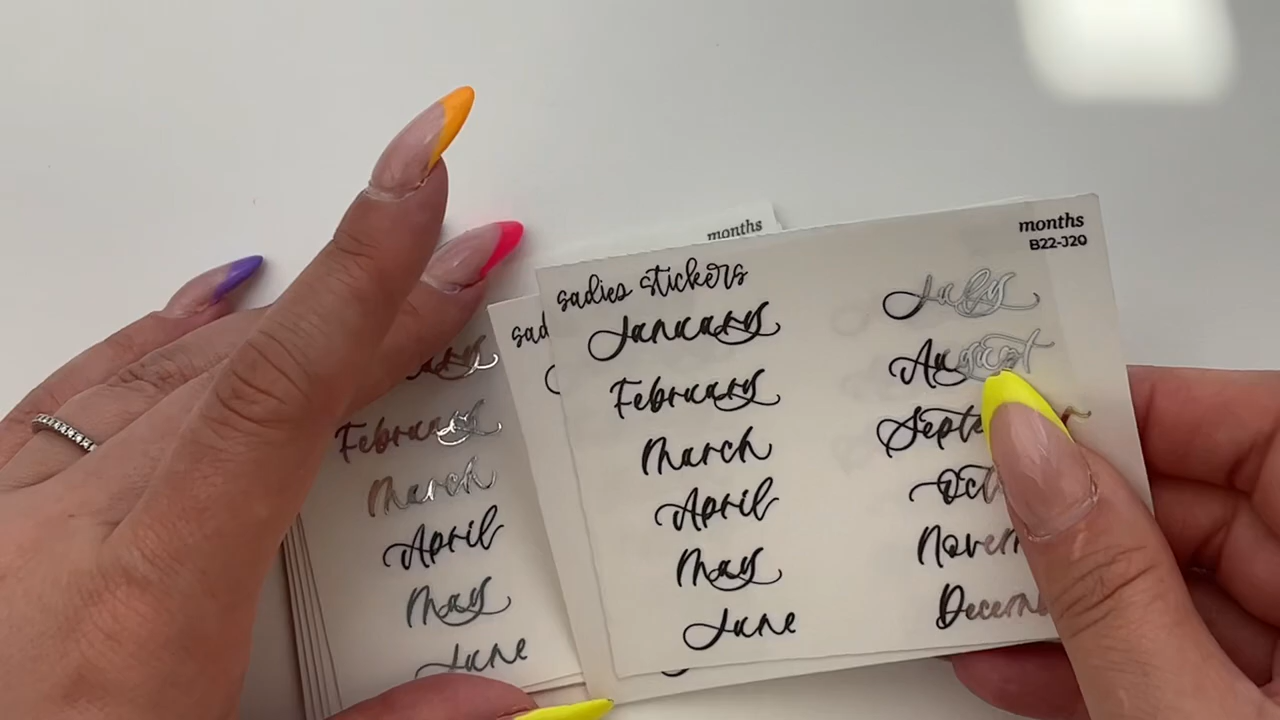 months
months
B22-J20
sadies stickers
January
February
March
April
May
June
July
August
February
March
April
May
June